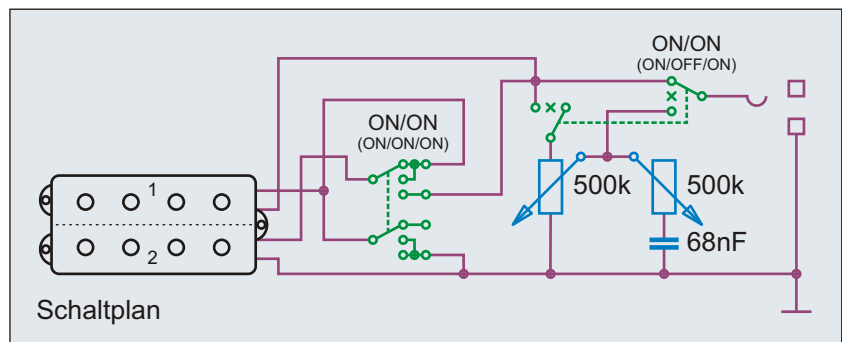 ON/ON
(ON/OFF/ON)
ON/ON
(ON/ON/ON)
1
2
500k
500k
68nF
Schaltplan